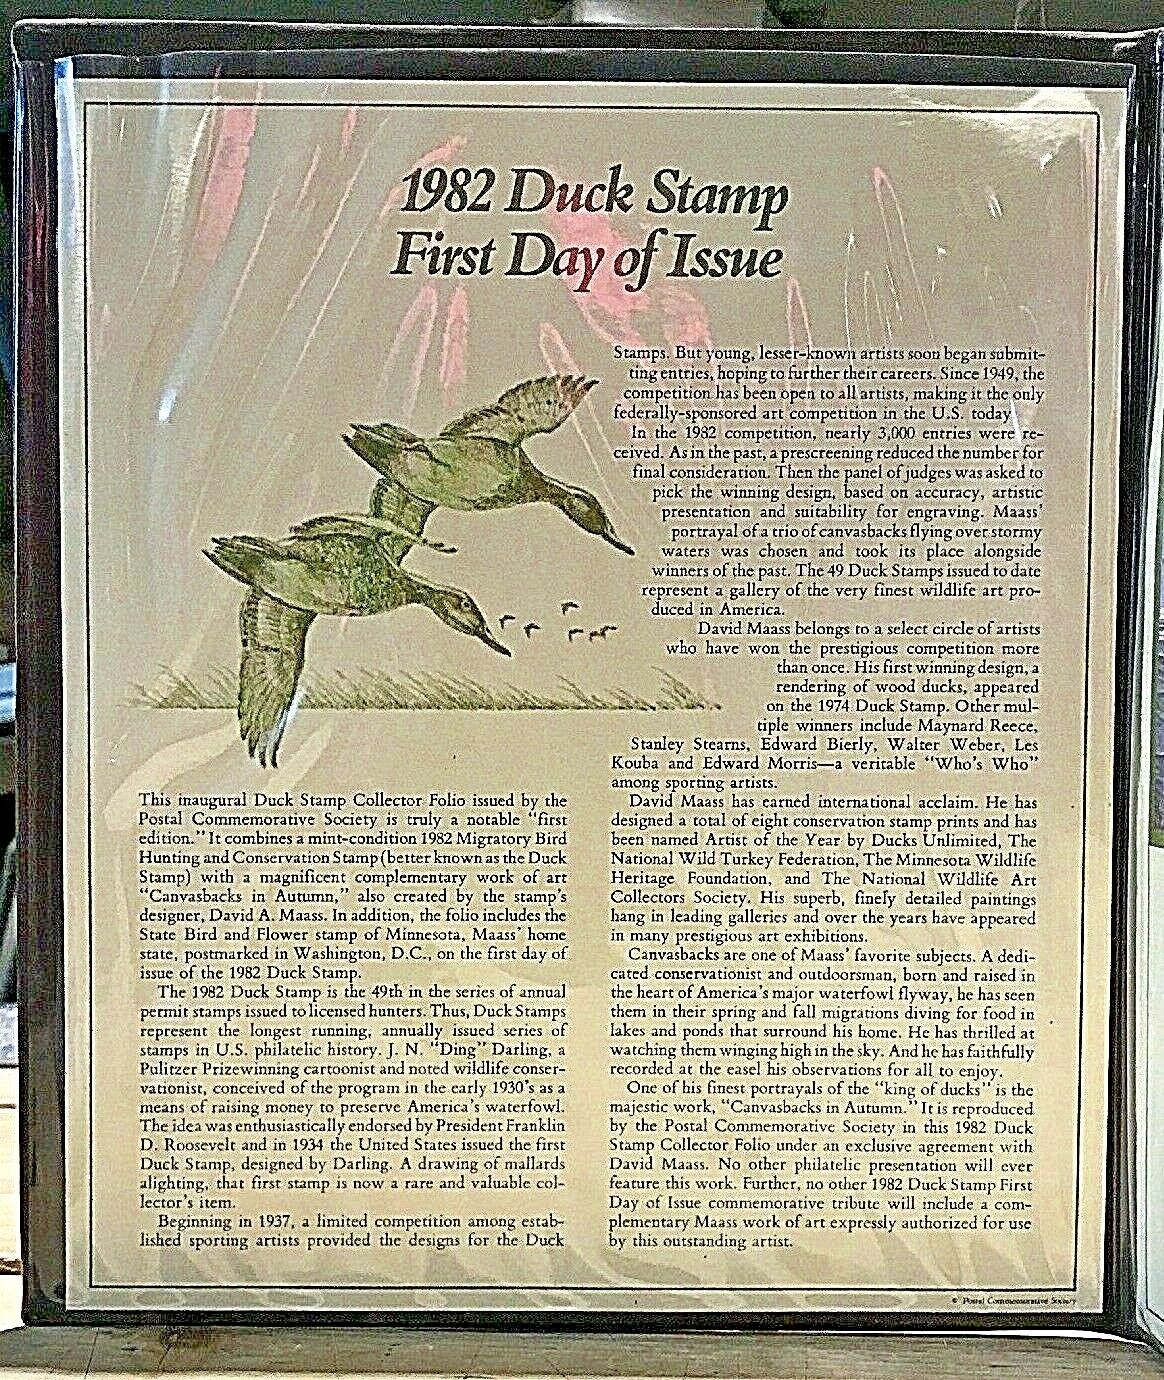 1982 Duck Stamp
First Day of Issue
This inaugural Duck Stamp Collector Folio issued by the
Postal Commemorative Society is truly a notable "first
edition." It combines a mint-condition 1982 Migratory Bird
Hunting and Conservation Stamp (better known as the Duck
Stamp) with a magnificent complementary work of art
"Canvasbacks in Autumn," also created by the stamp's
designer, David A. Maass. In addition, the folio includes the
State Bird and Flower stamp of Minnesota, Maass' home
state, postmarked in Washington, D.C., on the first day of
issue of the 1982 Duck Stamp.
The 1982 Duck Stamp is the 49th in the series of annual
permit stamps issued to licensed hunters. Thus, Duck Stamps
represent the longest running, annually issued series of
stamps in U.S. philatelic history. J. N. "Ding" Darling, a
Pulitzer Prizewinning cartoonist and noted wildlife conser-
vationist, conceived of the program in the early 1930's as a
means of raising money to preserve America's waterfowl.
The idea was enthusiastically endorsed by President Franklin
D. Roosevelt and in 1934 the United States issued the first
Duck Stamp, designed by Darling. A drawing of mallards
alighting, that first stamp is now a rare and valuable col-
lector's item.
Beginning in 1937, a limited competition among estab-
lished sporting artists provided the designs for the Duck
Stamps. But young, lesser-known artists soon began submit-
ting entries, hoping to further their careers. Since 1949, the
competition has been open to all artists, making it the only
federally-sponsored art competition in the U.S. today.
In the 1982 competition, nearly 3,000 entries were re-
ceived. As in the past, a prescreening reduced the number for
final consideration. Then the panel of judges was asked to
pick the winning design, based on accuracy, artistic
presentation and suitability for engraving. Maass'
portrayal of a trio of canvasbacks flying over stormy
waters was chosen and took its place alongside
winners of the past. The 49 Duck Stamps issued to date
represent a gallery of the very finest wildlife art pro-
duced in America.
David Maass belongs to a select circle of artists
who have won the prestigious competition more
than once. His first winning design, a
rendering of wood ducks, appeared
on the 1974 Duck Stamp. Other mul-
tiple winners include Maynard Reece,
Stanley Stearns, Edward Bierly, Walter Weber, Les
Kouba and Edward Morris—a veritable "Who's Who"
among sporting artists.
David Maass has earned international acclaim. He has
designed a total of eight conservation stamp prints and has
been named Artist of the Year by Ducks Unlimited, The
National Wild Turkey Federation, The Minnesota Wildlife
Heritage Foundation, and The National Wildlife Art
Collectors Society. His superb, finely detailed paintings
hang in leading galleries and over the years have appeared
in many prestigious art exhibitions.
Canvasbacks are one of Maass' favorite subjects. A dedi-
cated conservationist and outdoorsman, born and raised in
the heart of America's major waterfowl flyway, he has seen
them in their spring and fall migrations diving for food in
lakes and ponds that surround his home. He has thrilled at
watching them winging high in the sky. And he has faithfully
recorded at the easel his observations for all to enjoy.
One of his finest portrayals of the "king of ducks" is the
majestic work, "Canvasbacks in Autumn." It is reproduced
by the Postal Commemorative Society in this 1982 Duck
Stamp Collector Folio under an exclusive agreement with
David Maass. No other philatelic presentation will ever
feature this work. Further, no other 1982 Duck Stamp First
Day of Issue commemorative tribute will include a com-
plementary Maass work of art expressly authorized for use
by this outstanding artist.
© Postal Commemorative Society